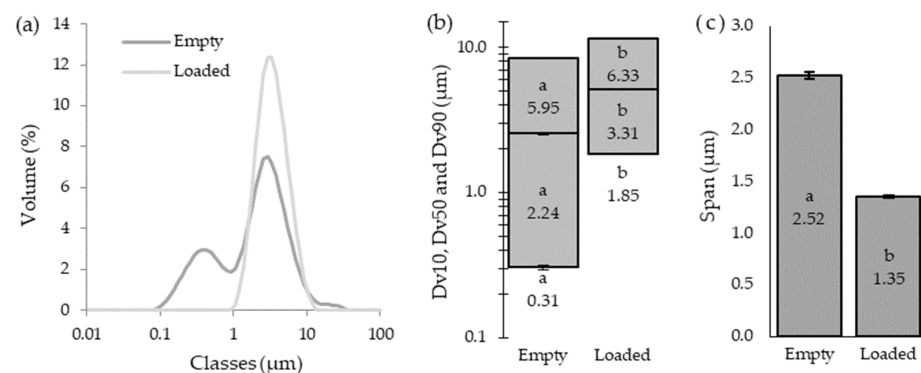 (a)
Volume (%)
14
12
10
8
6
4
2
0
Empty
Loaded
0.01 0.1 1 10 100
Classes (µm)
(b)
Dv10, Dv50 and Dv90 (µm)
10.0
1.0
0.1
a
5.95
a
2.24
a
0.31
b
6.33
b
3.31
b
1.85
Empty Loaded
(c)
Span (µm)
3.0
2.5
2.0
1.5
1.0
0.5
0.0
a
2.52
b
1.35
Empty Loaded